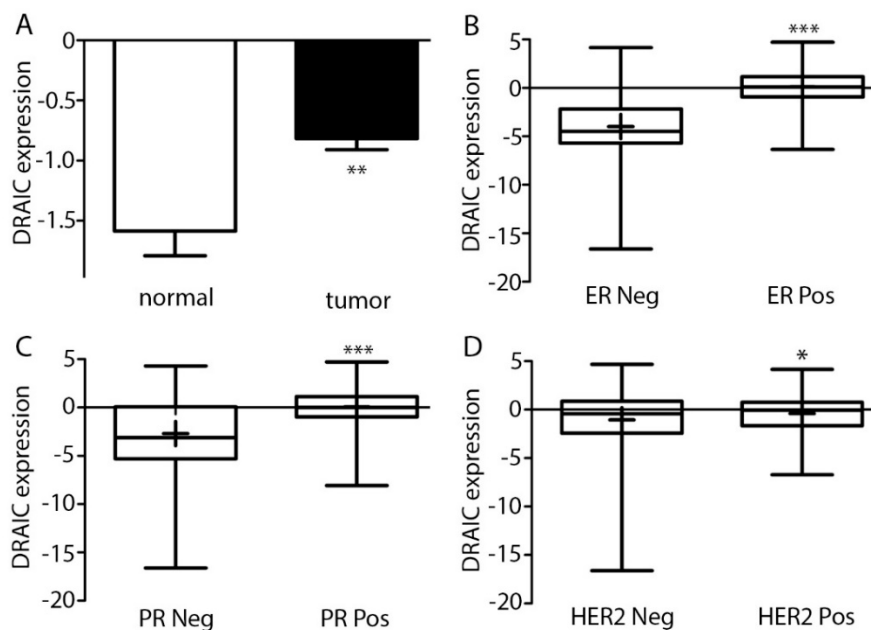 A
DRAIC expression
0
-0.5
-1.0
-1.5
**
normal
tumor
B
DRAIC expression
5
0
-5
-10
-15
-20
***
ER Neg
ER Pos
C
DRAIC expression
5
0
-5
-10
-15
-20
***
PR Neg
PR Pos
D
DRAIC expression
5
0
-5
-10
-15
-20
*
HER2 Neg
HER2 Pos